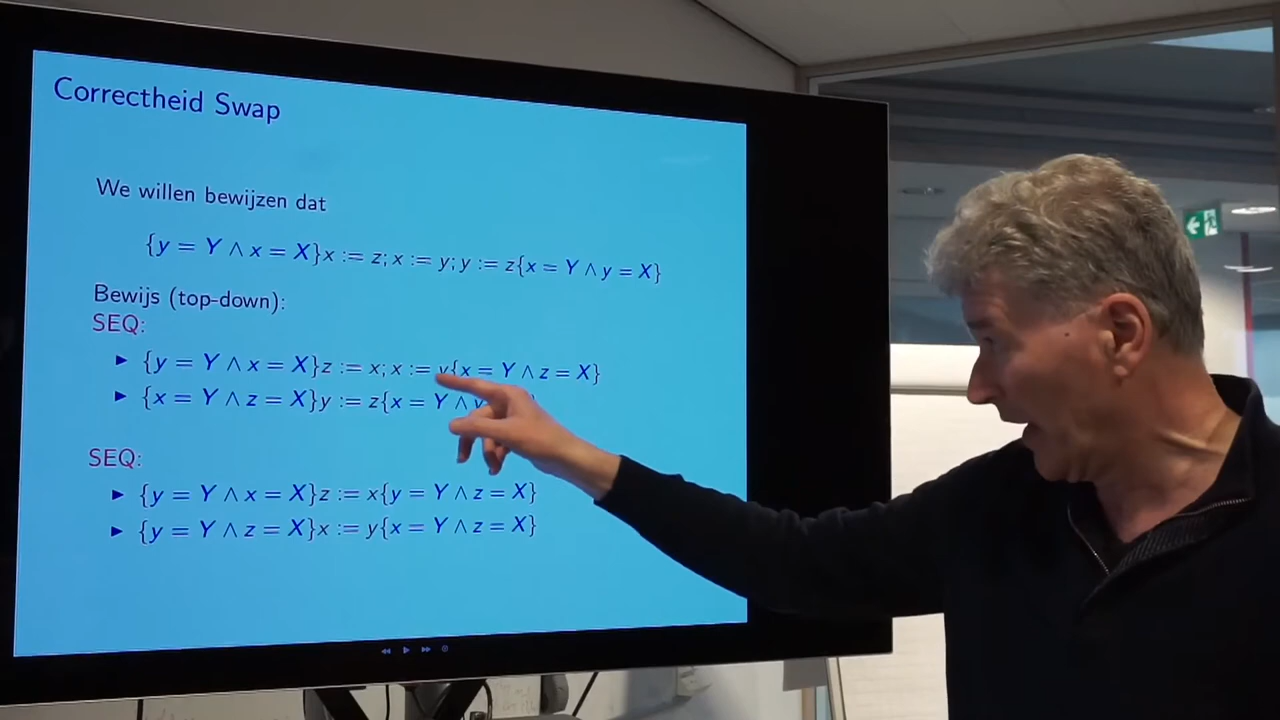 Correctheid Swap
We willen bewijzen dat
{y = Y ∧ x = X}x := z; x := y; y := z{x = Y ∧ y = X}
Bewijs (top-down):
SEQ:
▶ {y = Y ∧ x = X}z := x; x := y{x = Y ∧ z = X}
▶ {x = Y ∧ z = X}y := z{x = Y ∧
SEQ:
▶ {y = Y ∧ x = X}z := x{y = Y ∧ z = X}
▶ {y = Y ∧ z = X}x := y{x = Y ∧ z = X}